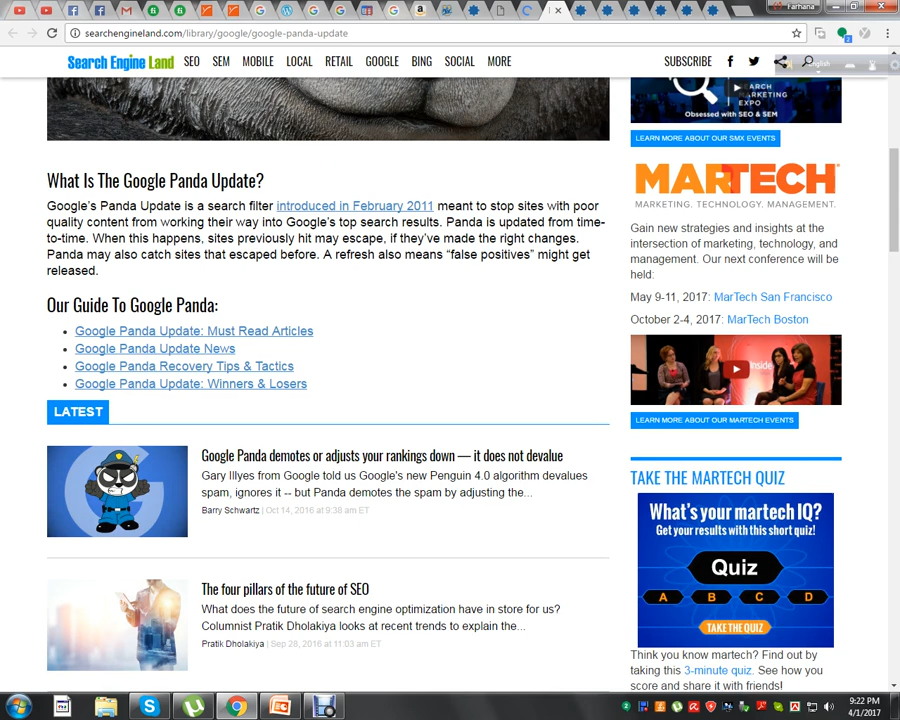 Farhana
searchengineland.com/library/google/google-panda-update
Search Engine Land SEO SEM MOBILE LOCAL RETAIL GOOGLE BING SOCIAL MORE SUBSCRIBE
English
What Is The Google Panda Update?
Google's Panda Update is a search filter introduced in February 2011 meant to stop sites with poor
quality content from working their way into Google's top search results. Panda is updated from time-
to-time. When this happens, sites previously hit may escape, if they've made the right changes.
Panda may also catch sites that escaped before. A refresh also means “false positives” might get
released.
Our Guide To Google Panda:
• Google Panda Update: Must Read Articles
• Google Panda Update News
• Google Panda Recovery Tips & Tactics
• Google Panda Update: Winners & Losers
LATEST
Google Panda demotes or adjusts your rankings down — it does not devalue
Gary Illyes from Google told us Google's new Penguin 4.0 algorithm devalues
spam, ignores it -- but Panda demotes the spam by adjusting the...
Barry Schwartz | Oct 14, 2016 at 9:38 am ET
The four pillars of the future of SEO
What does the future of search engine optimization have in store for us?
Columnist Pratik Dholakiya looks at recent trends to explain the...
Pratik Dholakiya | Sep 28, 2016 at 11:03 am ET
SEARCH
MARKETING
EXPO
Obsessed with SEO & SEM
LEARN MORE ABOUT OUR SMX EVENTS
MARTECH
MARKETING. TECHNOLOGY. MANAGEMENT.
Gain new strategies and insights at the
intersection of marketing, technology, and
management. Our next conference will be
held:
May 9-11, 2017: MarTech San Francisco
October 2-4, 2017: MarTech Boston
LEARN MORE ABOUT OUR MARTECH EVENTS
TAKE THE MARTECH QUIZ
What's your martech IQ?
Get your results with this short quiz!
Quiz
A B C D
TAKE THE QUIZ
Think you know martech? Find out by
taking this 3-minute quiz. See how you
score and share it with friends!
9:22 PM
4/1/2017